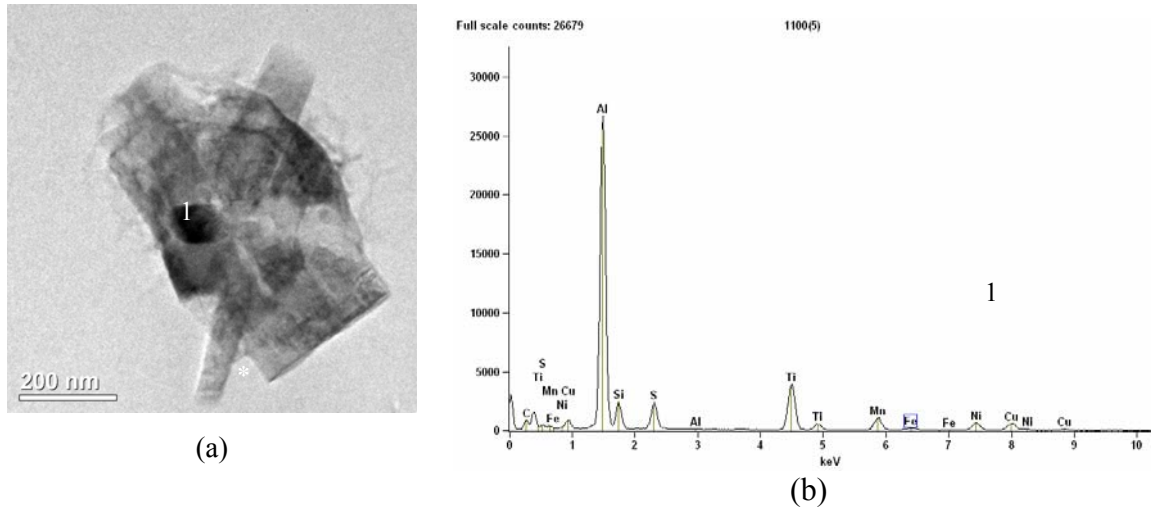 1
200 nm
*
(a)
Full scale counts: 26679 1100(5)
30000
25000
20000
15000
10000
5000
0
Al
S
Ti
Mn Cu
Ni
C
Fe
Si
S
Al
Ti
Ti
Mn
Fe
Fe
Ni
Cu
Ni
Cu
1
0 1 2 3 4 5 6 7 8 9 10
keV
(b)